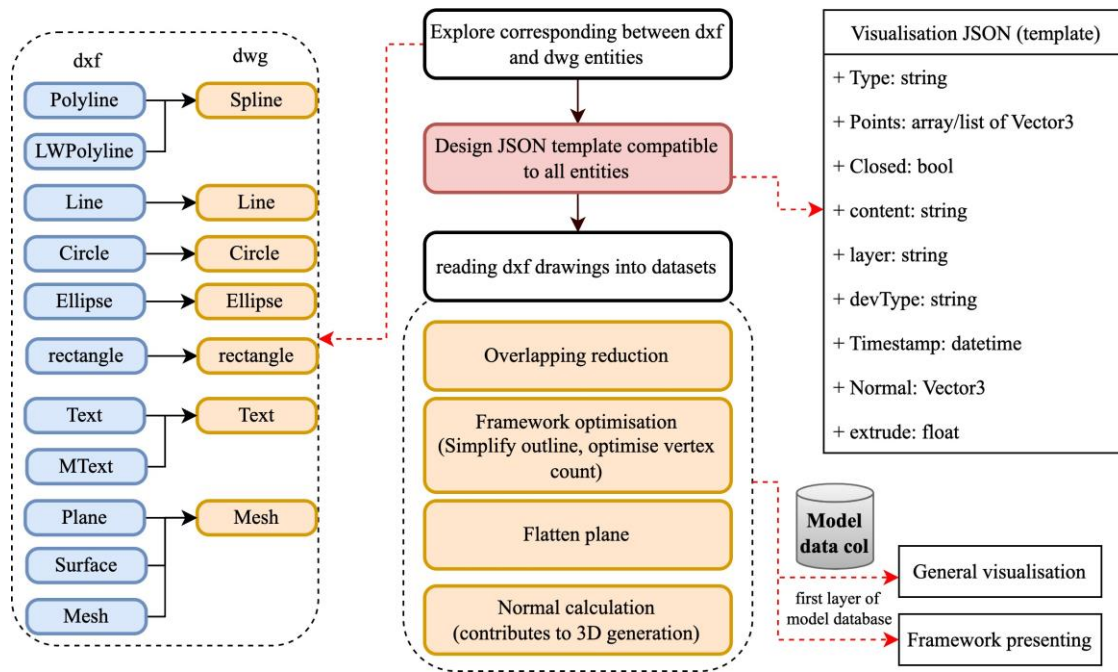 dxf
dwg
Polyline
Spline
LWPolyline
Line
Line
Circle
Circle
Ellipse
Ellipse
rectangle
rectangle
Text
Text
MText
Plane
Mesh
Surface
Mesh
Explore corresponding between dxf
and dwg entities
Design JSON template compatible
to all entities
reading dxf drawings into datasets
Overlapping reduction
Framework optimisation
(Simplify outline, optimise vertex
count)
Flatten plane
Normal calculation
(contributes to 3D generation)
Visualisation JSON (template)
+ Type: string
+ Points: array/list of Vector3
+ Closed: bool
+ content: string
+ layer: string
+ devType: string
+ Timestamp: datetime
+ Normal: Vector3
+ extrude: float
Model
data col
first layer of
model database
General visualisation
Framework presenting